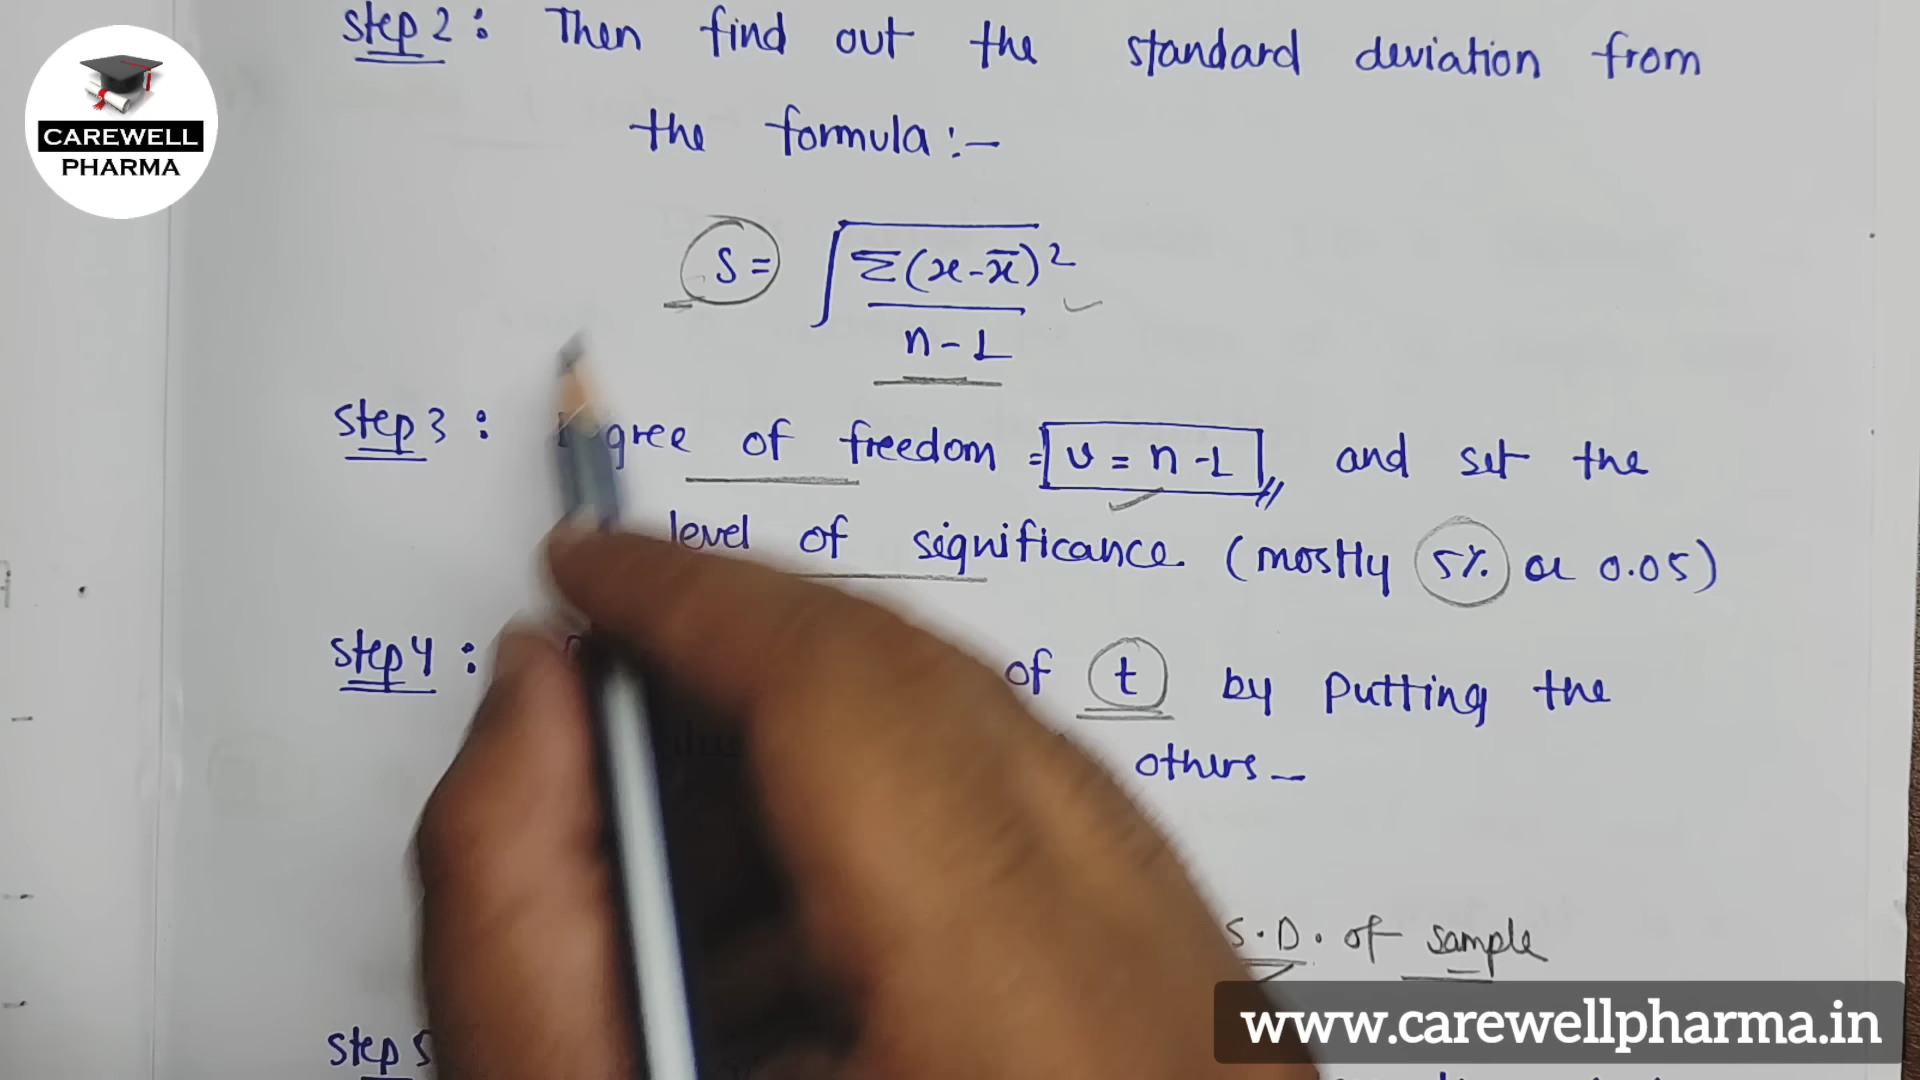 step 2: Then find out the standard deviation from
the formula:-
CAREWELL
PHARMA
S = √Σ(x-x̄)²
n-1
step 3: gree of freedom = ν = n-1, and set the
level of significance (mostly 5% or 0.05)
step 4: of t by putting the
others-
S.D. of sample
www.carewellpharma.in
step 5